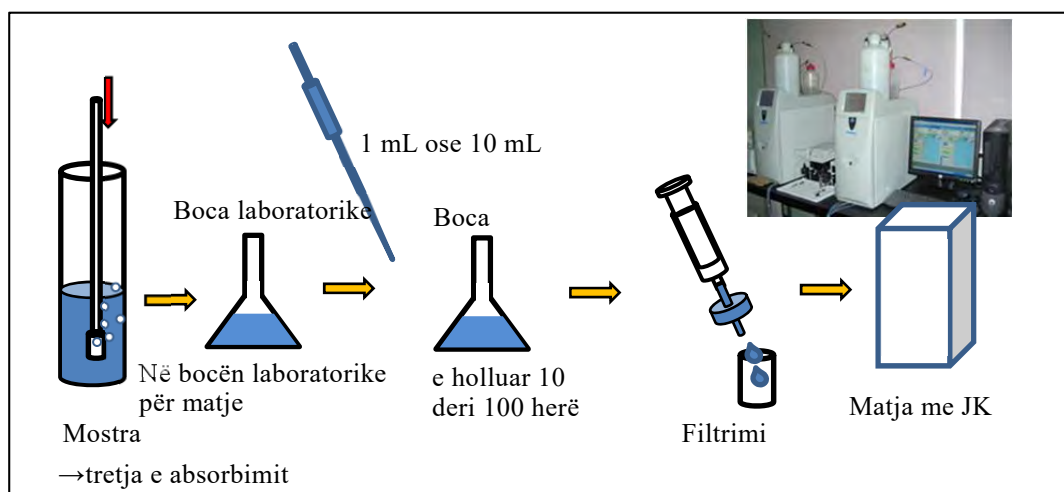 1 mL ose 10 mL
Boca laboratorike
Boca
Në bocën laboratorike
për matje
e holluar 10
deri 100 herë
Mostra
→tretja e absorbimit
Filtrimi
Matja me JK